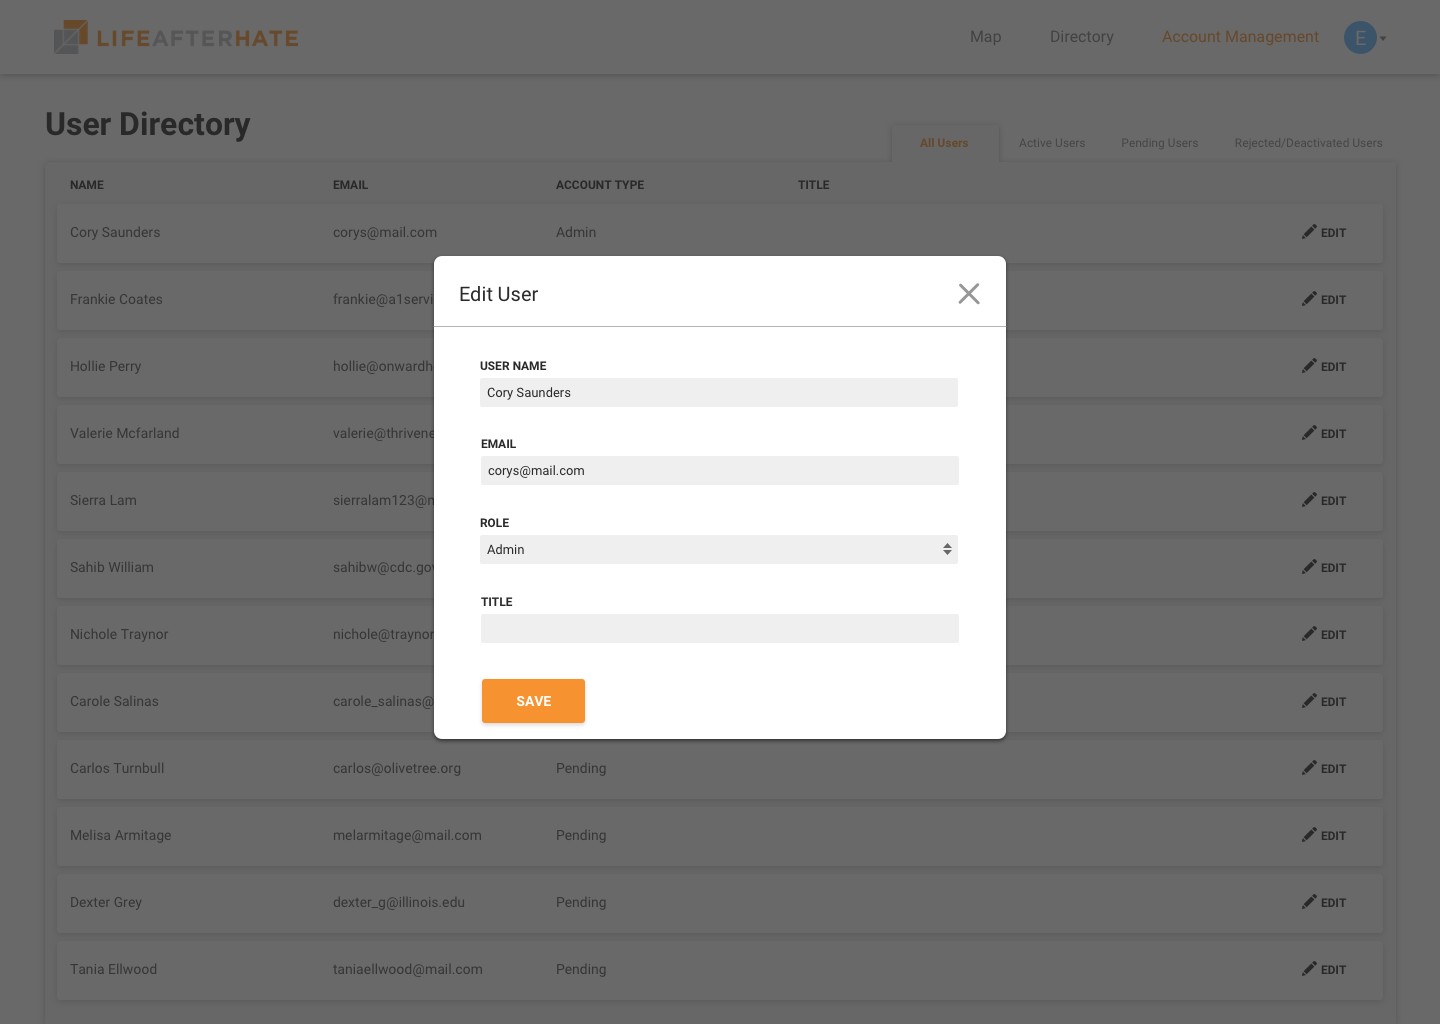 LIFEAFTERHATE
Map Directory Account Management E
User Directory
All Users Active Users Pending Users Rejected/Deactivated Users
NAME EMAIL ACCOUNT TYPE TITLE
Cory Saunders corys@mail.com Admin EDIT
Frankie Coates frankie@a1servi EDIT
Hollie Perry hollie@onwardh EDIT
Valerie Mcfarland valerie@thrivene EDIT
Sierra Lam sierralam123@m EDIT
Sahib William sahibw@cdc.gov EDIT
Nichole Traynor nichole@traynor EDIT
Carole Salinas carole_salinas@ EDIT
Carlos Turnbull carlos@olivetree.org Pending EDIT
Melisa Armitage melarmitage@mail.com Pending EDIT
Dexter Grey dexter_g@illinois.edu Pending EDIT
Tania Ellwood taniaellwood@mail.com Pending EDIT
Edit User
USER NAME
Cory Saunders
EMAIL
corys@mail.com
ROLE
Admin
TITLE
SAVE